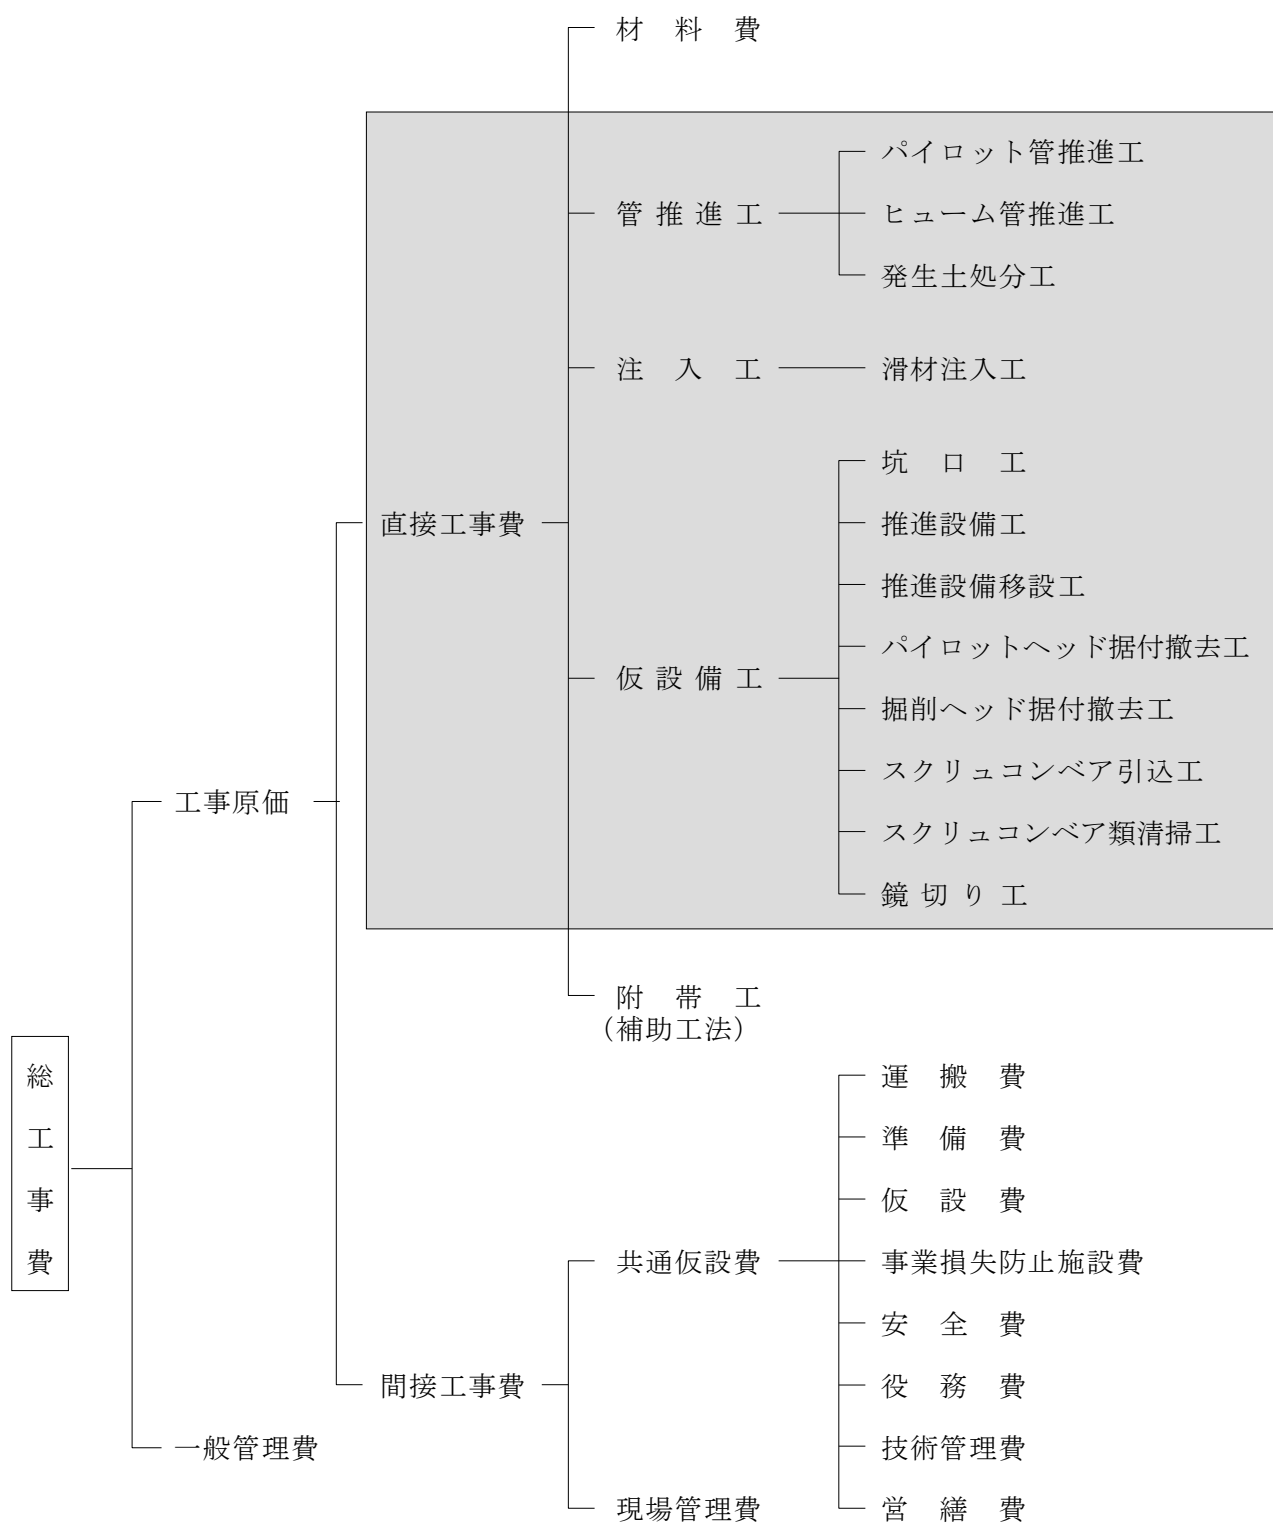 材料費
パイロット管推進工
管推進工
ヒューム管推進工
発生土処分工
注入工
滑材注入工
坑口工
直接工事費
推進設備工
推進設備移設工
パイロットヘッド据付撤去工
仮設備工
掘削ヘッド据付撤去工
スクリュコンベア引込工
工事原価
スクリュコンベア類清掃工
鏡切り工
附帯工
(補助工法)
総工事費
運搬費
準備費
仮設費
共通仮設費
事業損失防止施設費
安全費
間接工事費
役務費
一般管理費
技術管理費
現場管理費
営繕費